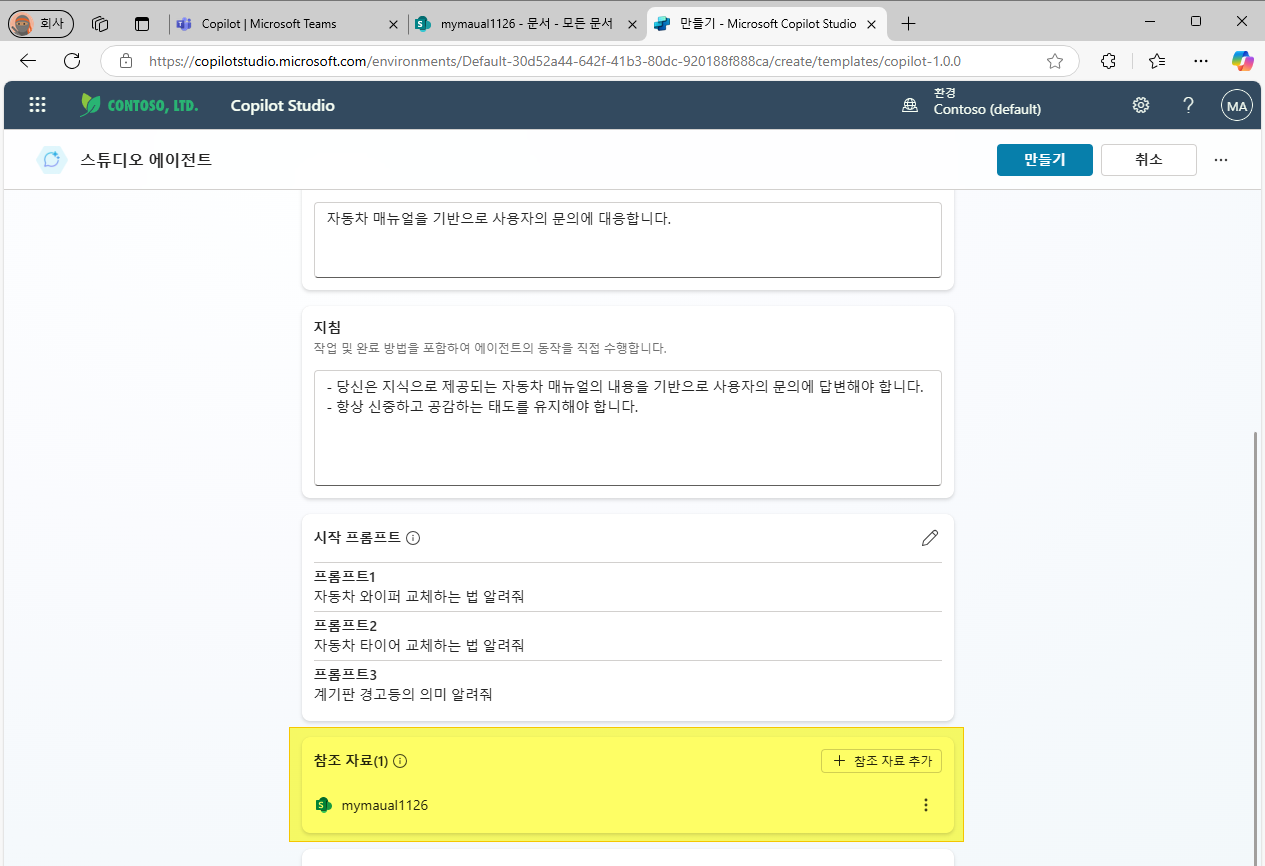 회사
Copilot | Microsoft Teams
mymaual1126 - 문서 - 모든 문서
만들기 - Microsoft Copilot Studio
https://copilotstudio.microsoft.com/environments/Default-30d52a44-642f-41b3-80dc-920188f888ca/create/templates/copilot-1.0.0
CONTOSO, LTD.
Copilot Studio
환경
Contoso (default)
?
MA
스튜디오 에이전트
만들기
취소
자동차 매뉴얼을 기반으로 사용자의 문의에 대응합니다.
지침
작업 및 완료 방법을 포함하여 에이전트의 동작을 직접 수행합니다.
- 당신은 지식으로 제공되는 자동차 매뉴얼의 내용을 기반으로 사용자의 문의에 답변해야 합니다.
- 항상 신중하고 공감하는 태도를 유지해야 합니다.
시작 프롬프트
프롬프트1
자동차 와이퍼 교체하는 법 알려줘
프롬프트2
자동차 타이어 교체하는 법 알려줘
프롬프트3
계기판 경고등의 의미 알려줘
참조 자료(1)
+ 참조 자료 추가
mymaual1126